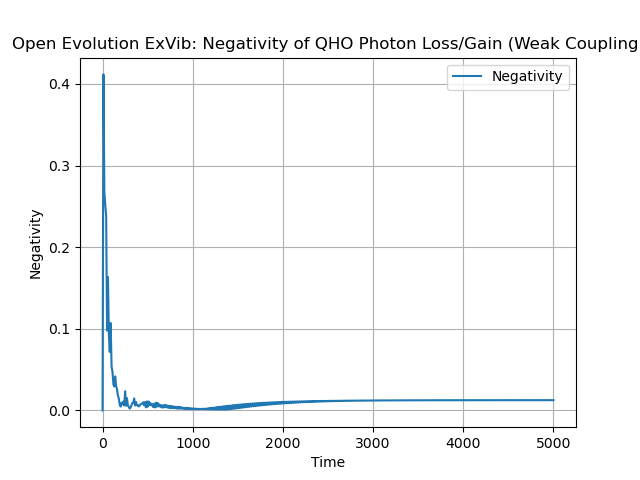 Open Evolution ExVib: Negativity of QHO Photon Loss/Gain (Weak Coupling
Negativity
0.4
0.3
0.2
0.1
0.0
Negativity
0
1000
2000
3000
4000
5000
Time